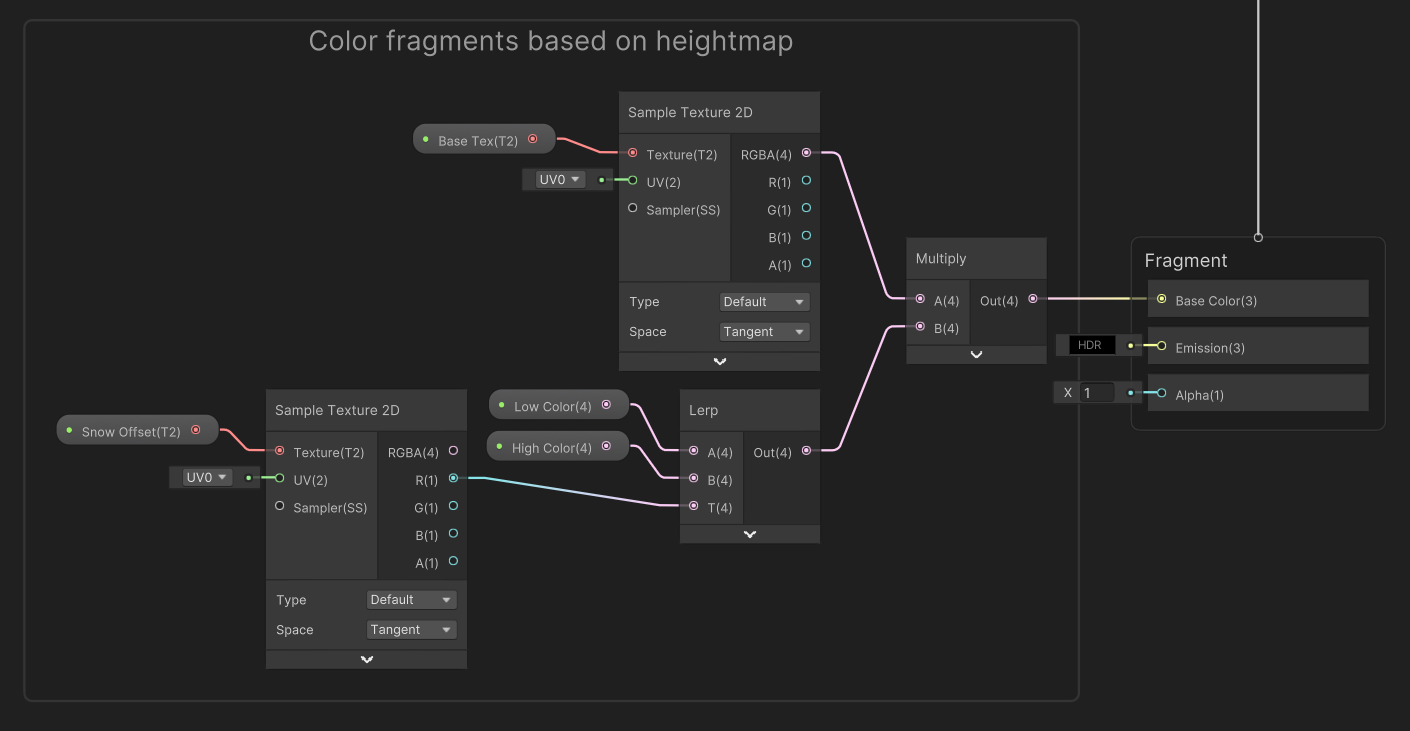 Color fragments based on heightmap
Sample Texture 2D
Base Tex(T2)
Texture(T2)
RGBA(4)
UV0
UV(2)
R(1)
Sampler(SS)
G(1)
B(1)
A(1)
Type
Default
Space
Tangent
Multiply
A(4)
Out(4)
B(4)
Fragment
Base Color(3)
HDR
Emission(3)
X
1
Alpha(1)
Sample Texture 2D
Snow Offset(T2)
Texture(T2)
RGBA(4)
UV0
UV(2)
R(1)
Sampler(SS)
G(1)
B(1)
A(1)
Type
Default
Space
Tangent
Low Color(4)
High Color(4)
Lerp
A(4)
Out(4)
B(4)
T(4)